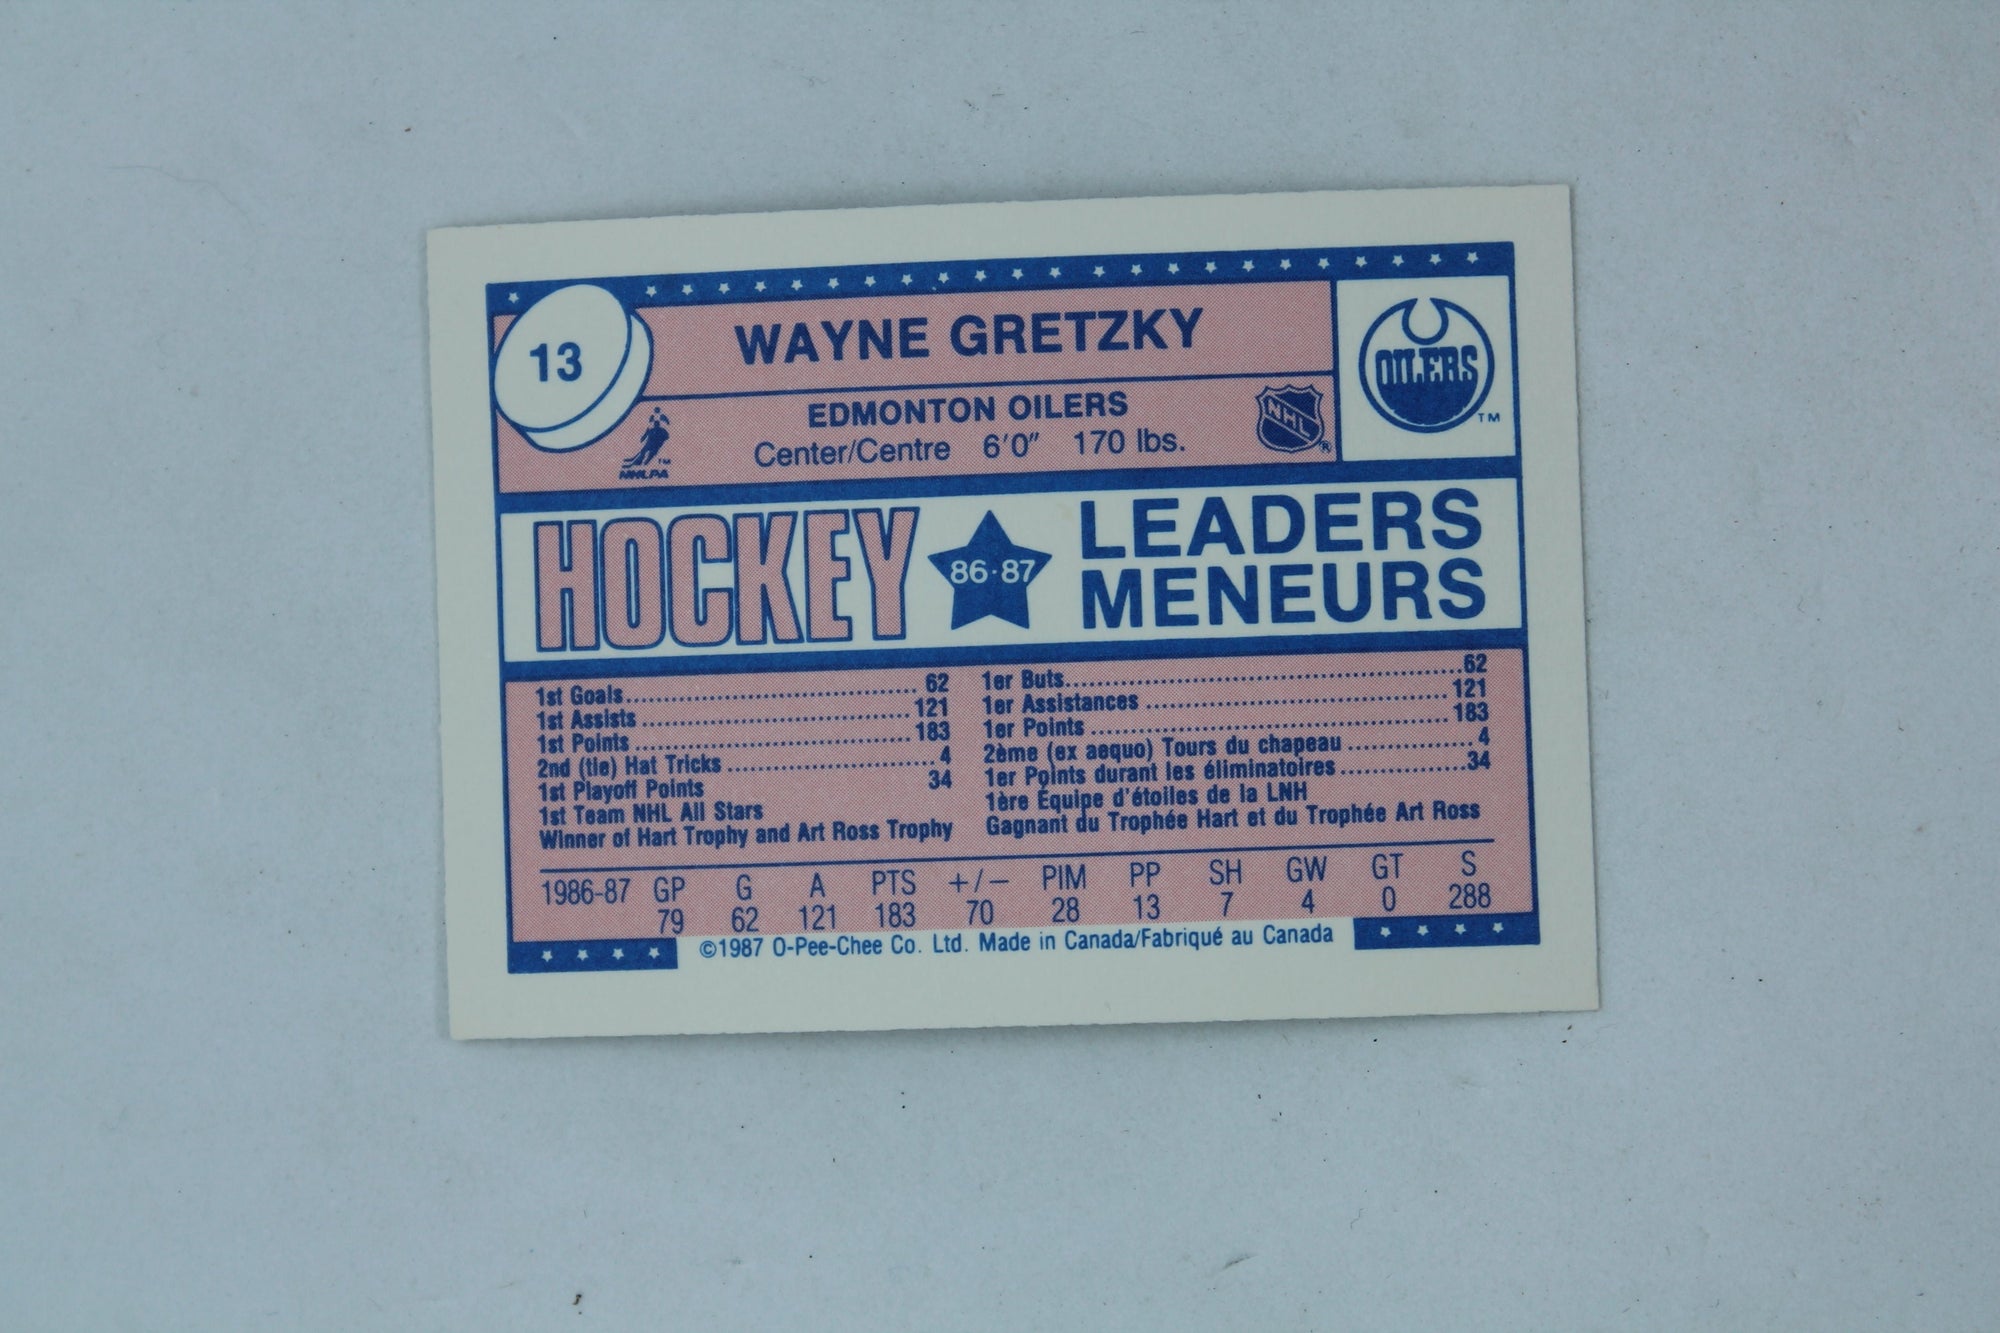 13
WAYNE GRETZKY
EDMONTON OILERS
Center/Centre 6'0" 170 lbs.
NHLPA TM
NHL ®
OILERS TM
HOCKEY
86-87
LEADERS
MENEURS
1st Goals.......... 62
1st Assists.......... 121
1st Points.......... 183
2nd (tie) Hat Tricks.......... 4
1st Playoff Points 34
1st Team NHL All Stars
Winner of Hart Trophy and Art Ross Trophy
1er Buts..........62
1er Assistances..........121
1er Points..........183
2ème (ex aequo) Tours du chapeau..........4
1er Points durant les éliminatoires..........34
1ère Équipe d'étoiles de la LNH
Gagnant du Trophée Hart et du Trophée Art Ross
1986-87 GP G A PTS +/− PIM PP SH GW GT S
79 62 121 183 70 28 13 7 4 0 288
©1987 O-Pee-Chee Co. Ltd. Made in Canada/Fabriqué au Canada